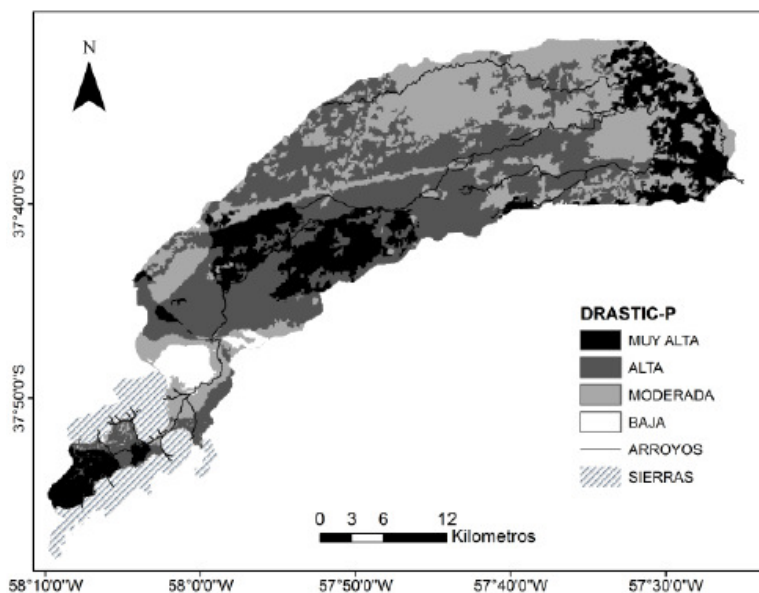 N
37°40'0"S
37°50'0"S
DRASTIC-P
MUY ALTA
ALTA
MODERADA
BAJA
ARROYOS
SIERRAS
0 3 6 12
Kilometros
58°10'0"W 58°0'0"W 57°50'0"W 57°40'0"W 57°30'0"W